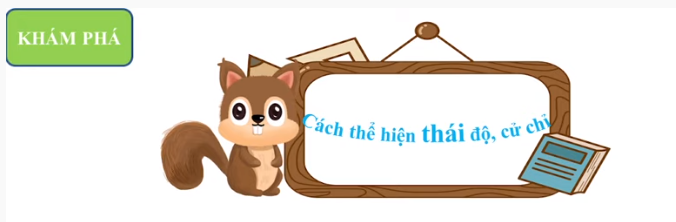 KHÁM PHÁ
Cách thể hiện thái độ, cử chỉ